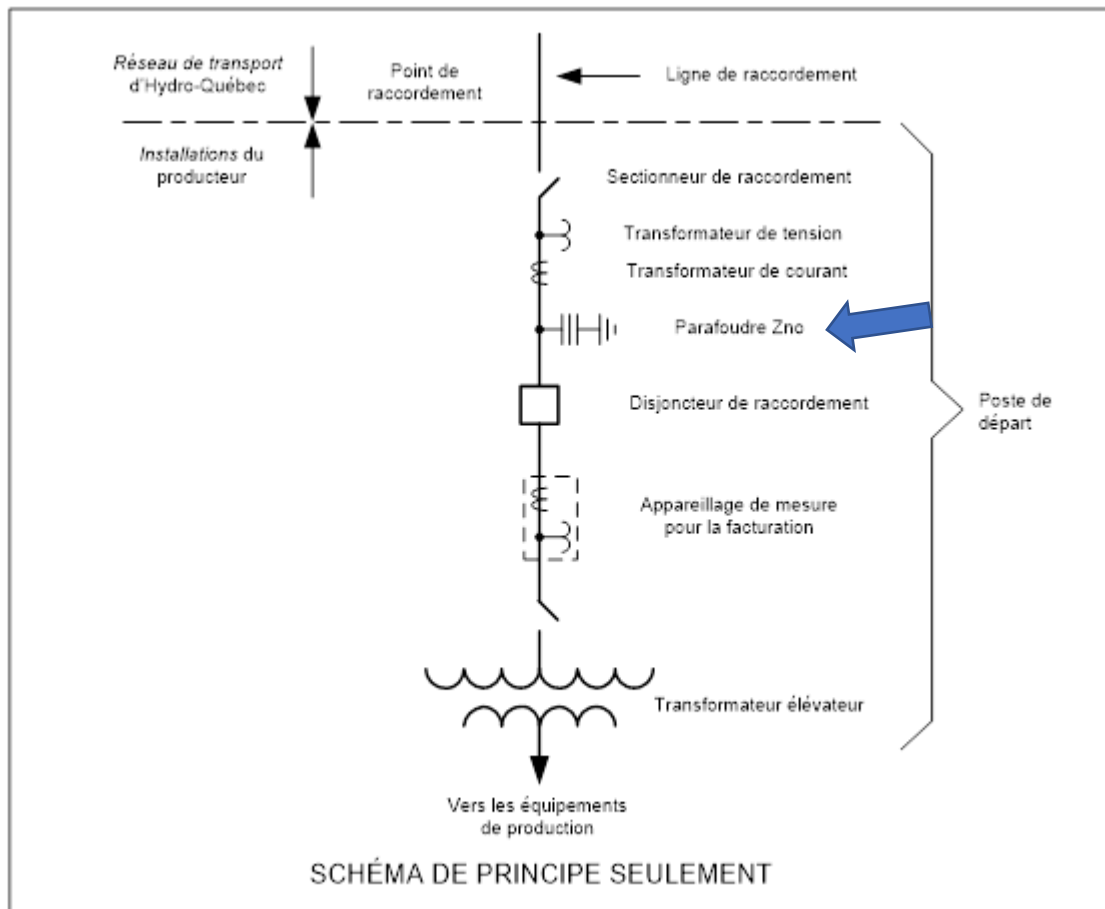 Réseau de transport
d'Hydro-Québec
Point de
raccordement
Ligne de raccordement
Installations du
producteur
Sectionneur de raccordement
Transformateur de tension
Transformateur de courant
Parafoudre Zno
Disjoncteur de raccordement
Poste de
départ
Appareillage de mesure
pour la facturation
Transformateur élévateur
Vers les équipements
de production
SCHÉMA DE PRINCIPE SEULEMENT